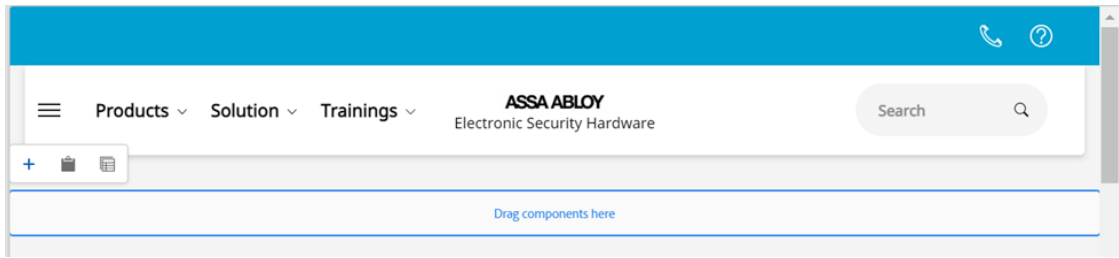 Products Solution Trainings
ASSA ABLOY
Electronic Security Hardware
Search
Drag components here